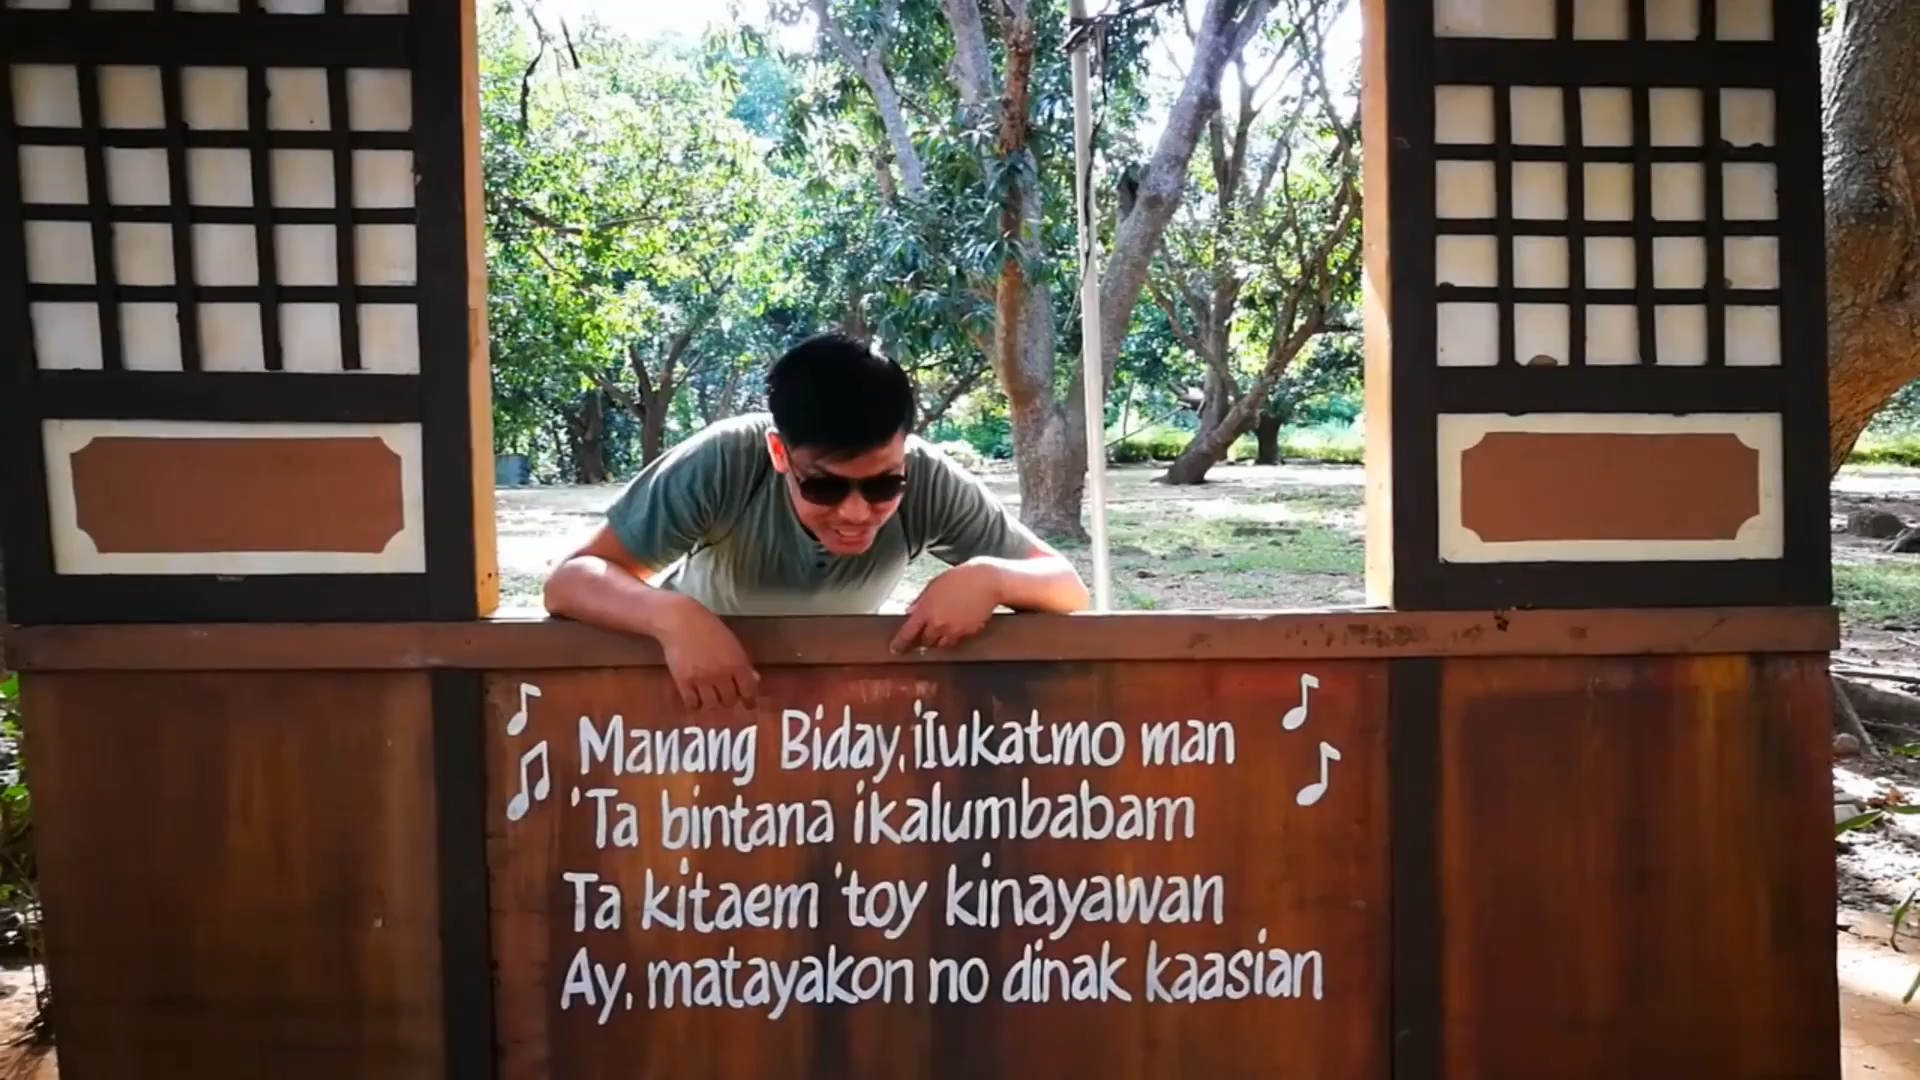 Manang Biday, ilukatmo man
'Ta bintana ikalumbabam
Ta kitaem 'toy kinayawan
Ay, matayakon no dinak kaasian